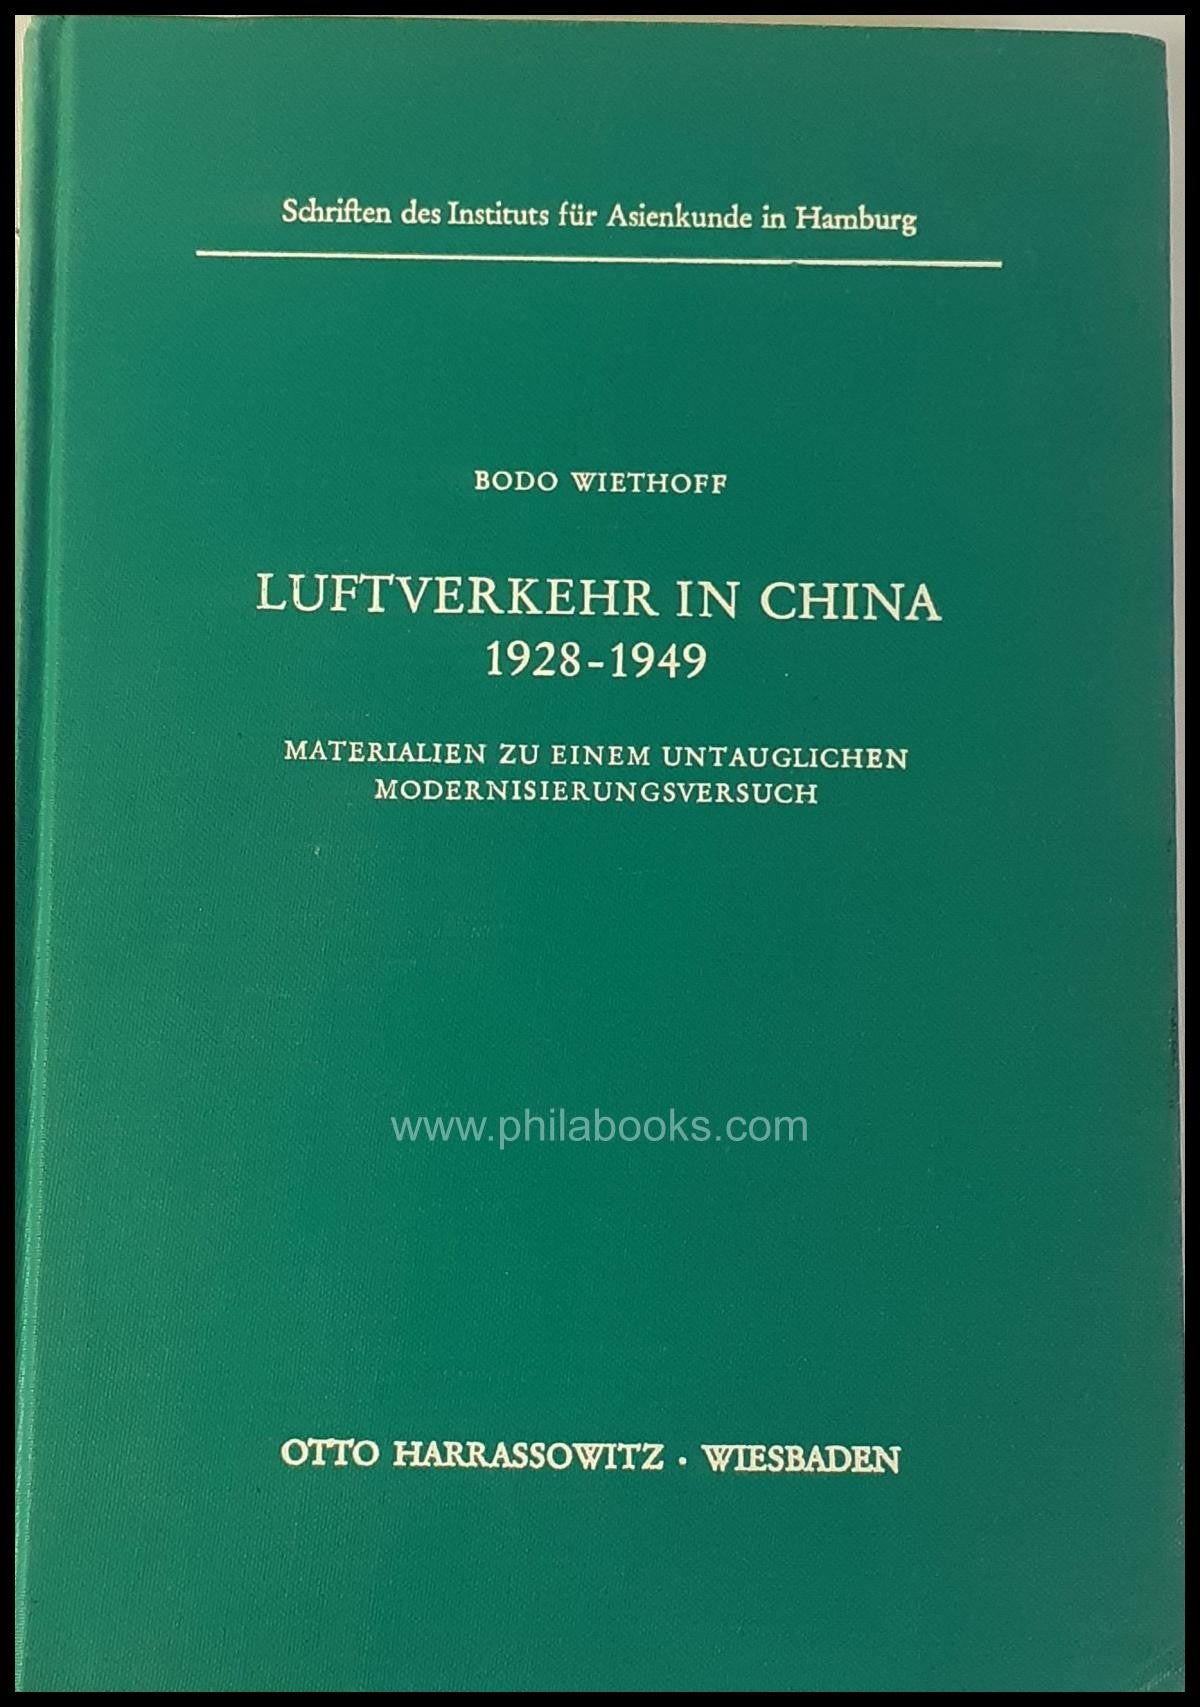 Schriften des Instituts für Asienkunde in Hamburg
BODO WIETHOFF
LUFTVERKEHR IN CHINA
1928-1949
MATERIALIEN ZU EINEM UNTAUGLICHEN
MODERNISIERUNGSVERSUCH
www.philabooks.com
OTTO HARRASSOWITZ · WIESBADEN